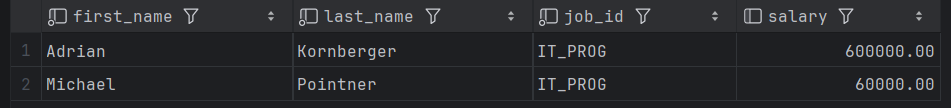 first_name last_name job_id salary
1 Adrian Kornberger IT_PROG 600000.00
2 Michael Pointner IT_PROG 60000.00